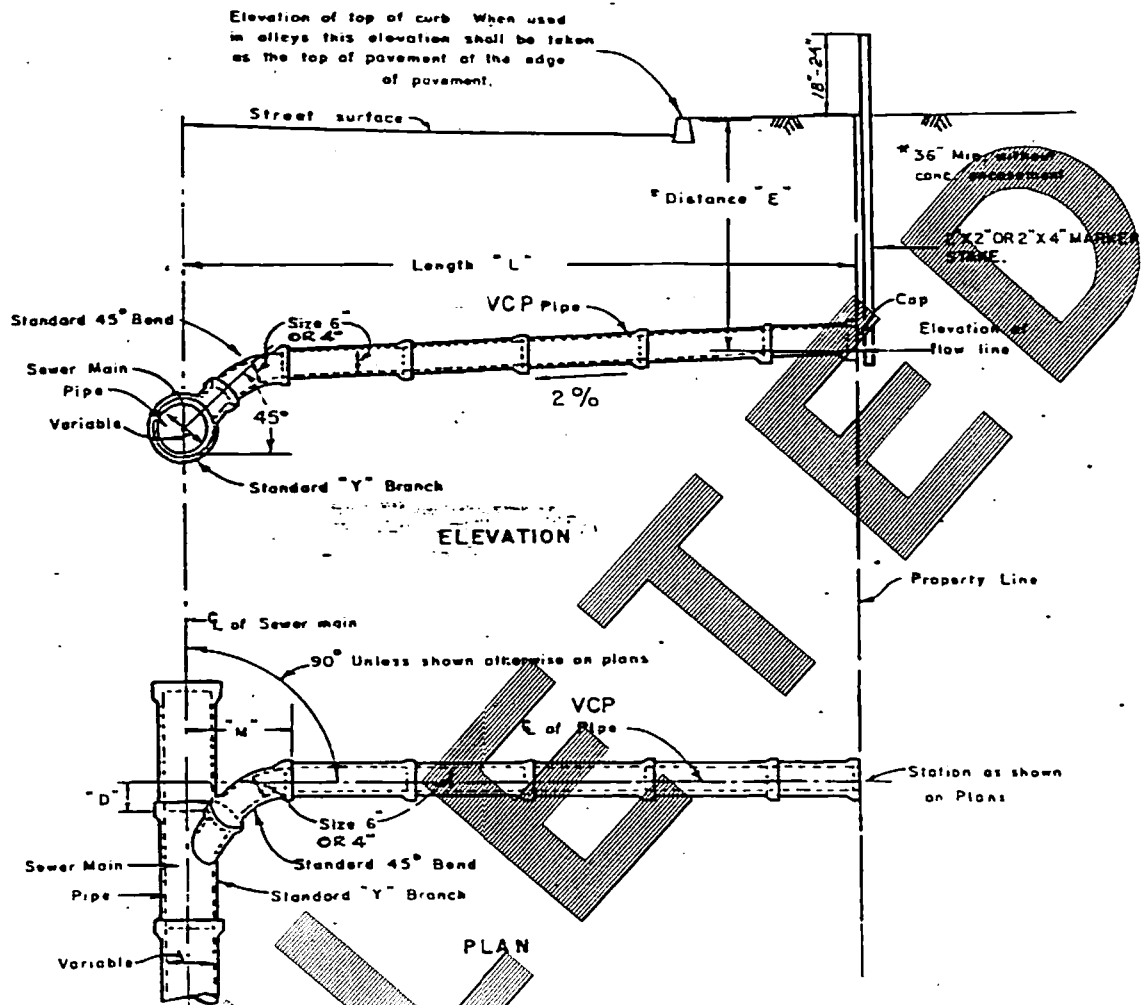 Elevation of top of curb When used
in alleys this elevation shall be taken
as the top of pavement at the edge
of pavement.
18"-24"
Street surface
* 36" Min. without
conc. encasement
* Distance "E"
2"X2" OR 2"X4" MARKER
STAKE.
Length "L"
VCP Pipe
Cap
Standard 45° Bend
Size 6"
OR 4"
Elevation of
flow line
Sewer Main
Pipe
2%
45°
Variable
Standard "Y" Branch
ELEVATION
Property Line
℄ of Sewer main
90° Unless shown otherwise on plans
VCP
"M"
℄ of Pipe
Station as shown
on Plans
"D"
Size 6"
OR 4"
Standard 45° Bend
Sewer Main
Pipe
Standard "Y" Branch
PLAN
Variable